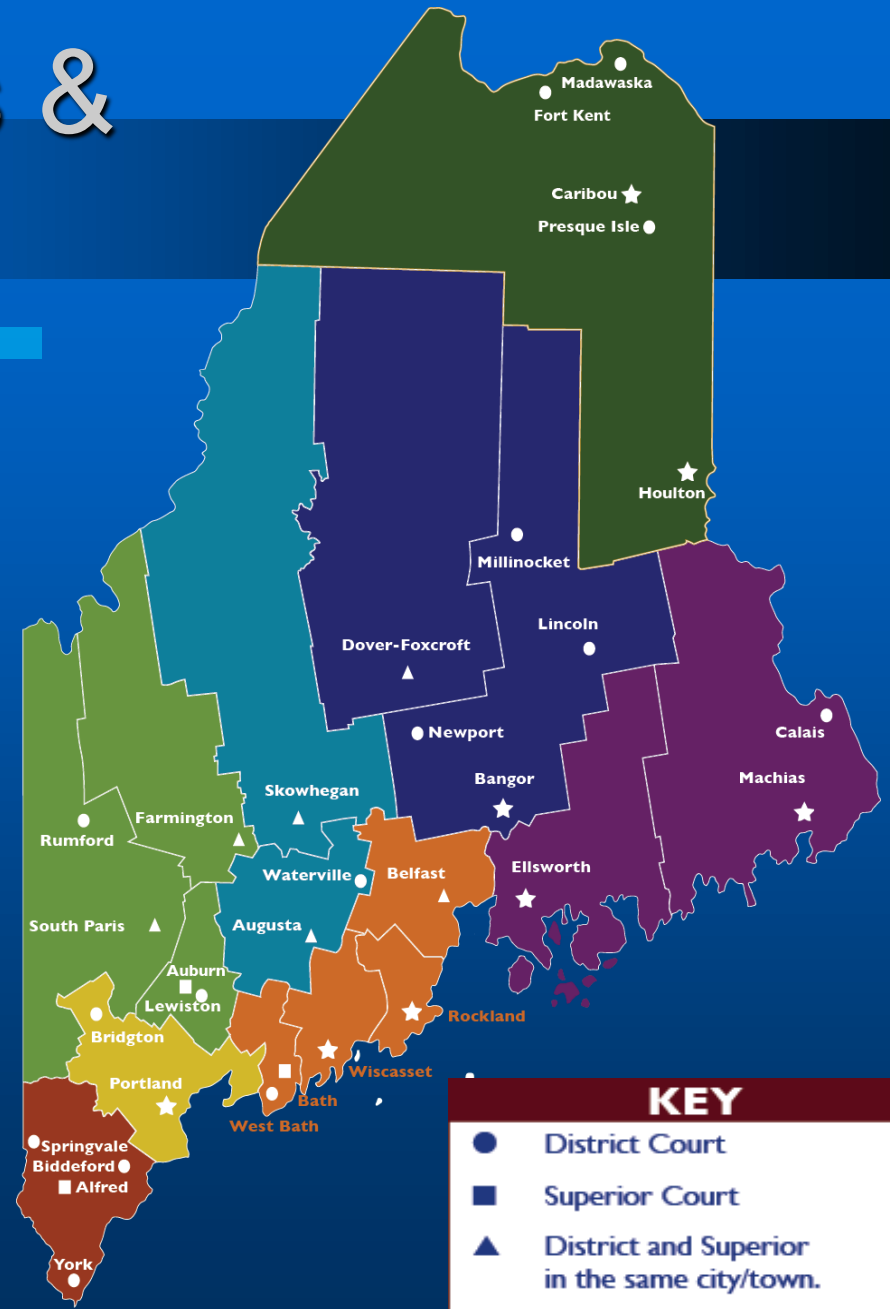 &
Madawaska
Fort Kent
Caribou
Presque Isle
Houlton
Millinocket
Lincoln
Dover-Foxcroft
Newport
Calais
Bangor
Machias
Skowhegan
Farmington
Rumford
Ellsworth
Belfast
Waterville
Augusta
South Paris
Auburn
Lewiston
Rockland
Bridgton
Wiscasset
Portland
Bath
West Bath
Springvale
Biddeford
Alfred
York
KEY
District Court
Superior Court
District and Superior
in the same city/town.